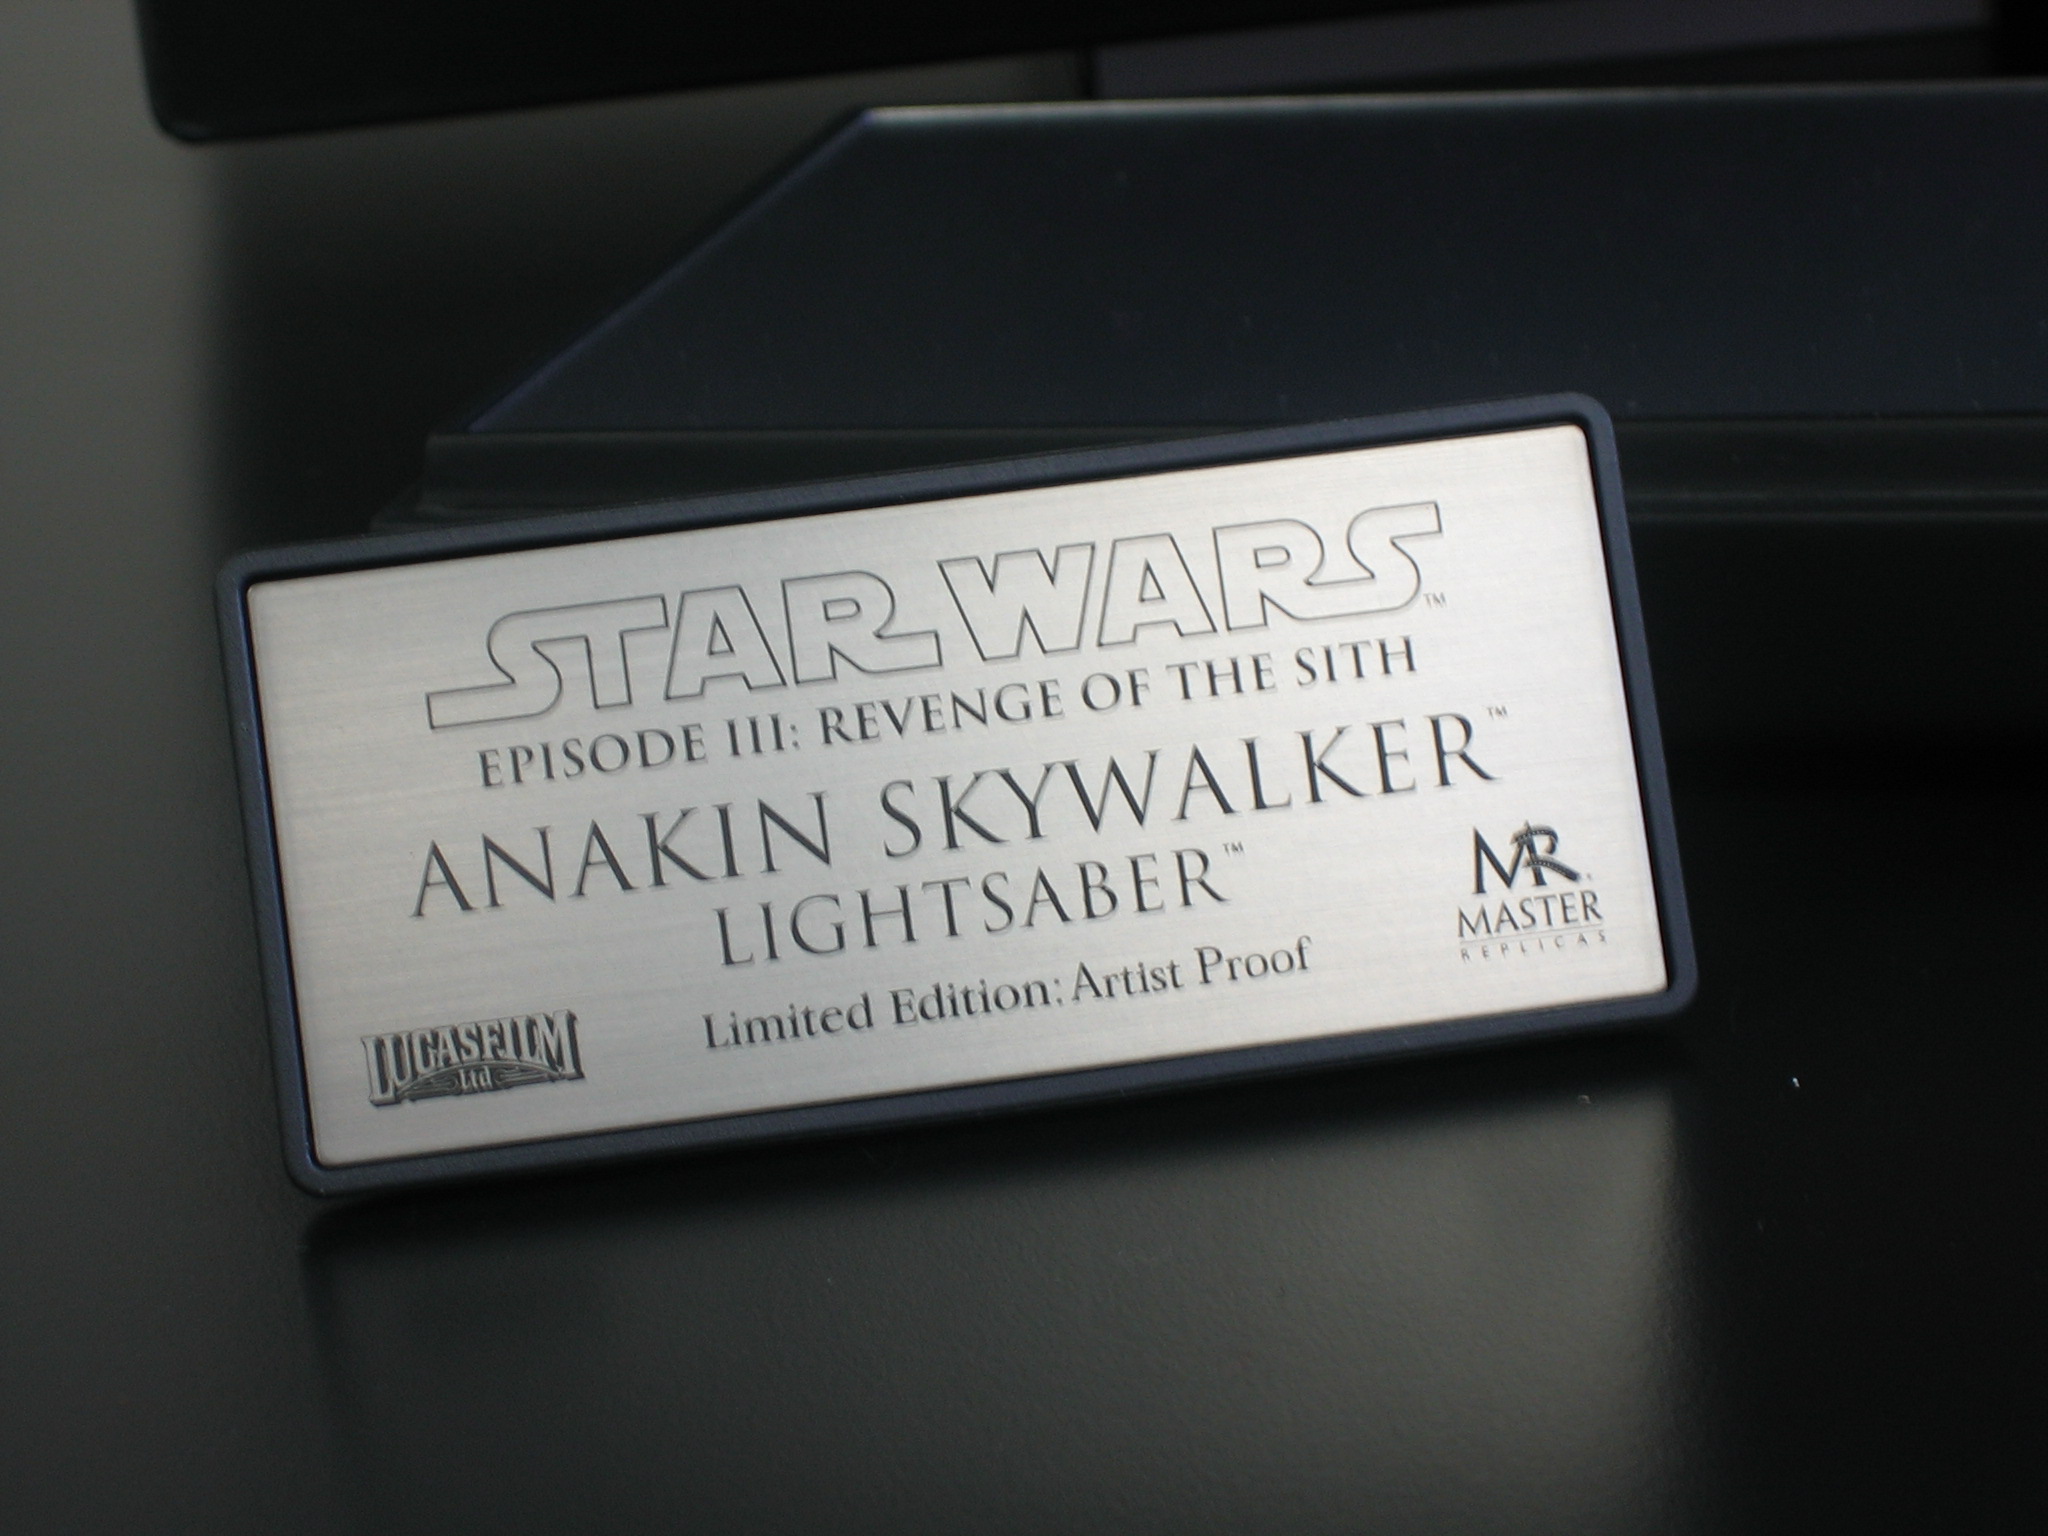 STAR WARS™
EPISODE III: REVENGE OF THE SITH
ANAKIN SKYWALKER™
LIGHTSABER™
Limited Edition: Artist Proof
MR.
MASTER
REPLICAS
LUCASFILM
Ltd